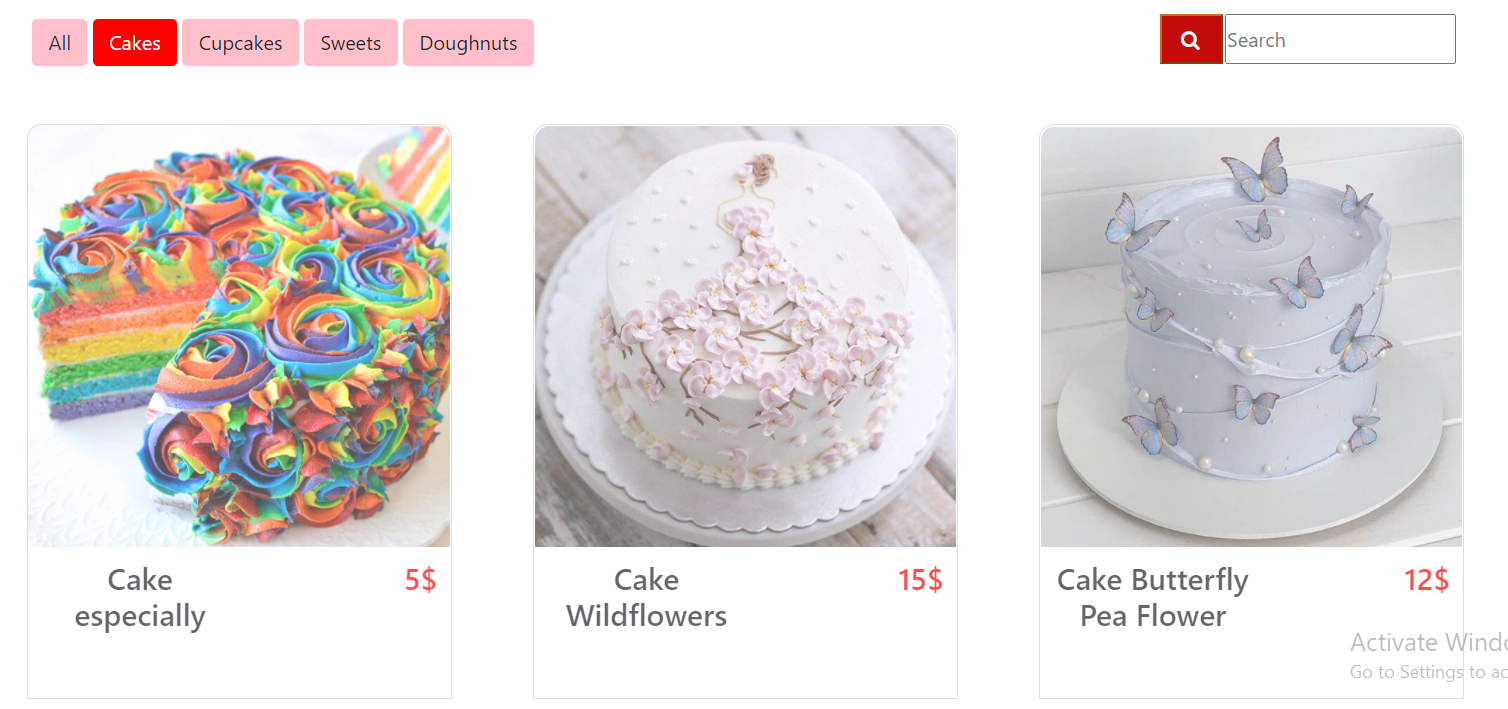 All Cakes Cupcakes Sweets Doughnuts Search
Cake 5$
especially
Cake 15$
Wildflowers
Cake Butterfly 12$
Pea Flower
Activate Windo
Go to Settings to ac